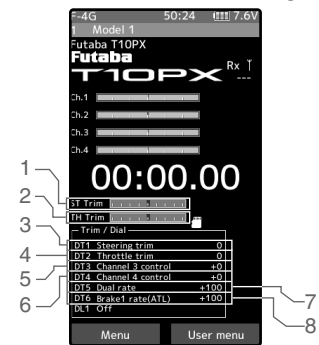 F-4G 50:24 7.6V
1 Model 1
Futaba T10PX
Futaba
T10PX
Rx
---
Ch.1
Ch.2
Ch.3
Ch.4
00:00.00
1
ST Trim
2
TH Trim
Trim / Dial
3
DT1 Steering trim 0
4
DT2 Throttle trim 0
5
DT3 Channel 3 control +0
6
DT4 Channel 4 control +0
DT5 Dual rate +100
7
DT6 Brake1 rate(ATL) +100
8
DL1 Off
Menu User menu